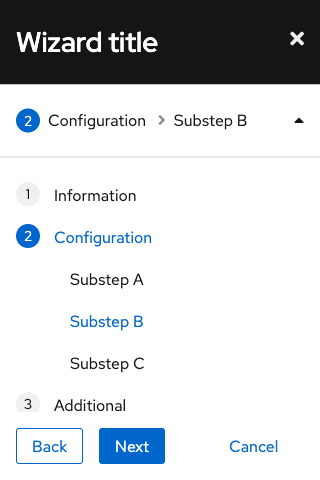 Wizard title
2 Configuration > Substep B
1 Information
2 Configuration
Substep A
Substep B
Substep C
3 Additional
Back Next Cancel